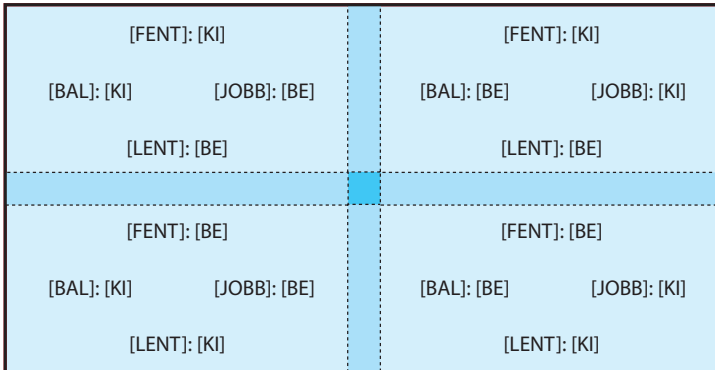 [FENT]: [KI] [FENT]: [KI]
[BAL]: [KI] [JOBB]: [BE] [BAL]: [BE] [JOBB]: [KI]
[LENT]: [BE] [LENT]: [BE]
[FENT]: [BE] [FENT]: [BE]
[BAL]: [KI] [JOBB]: [BE] [BAL]: [BE] [JOBB]: [KI]
[LENT]: [KI] [LENT]: [KI]